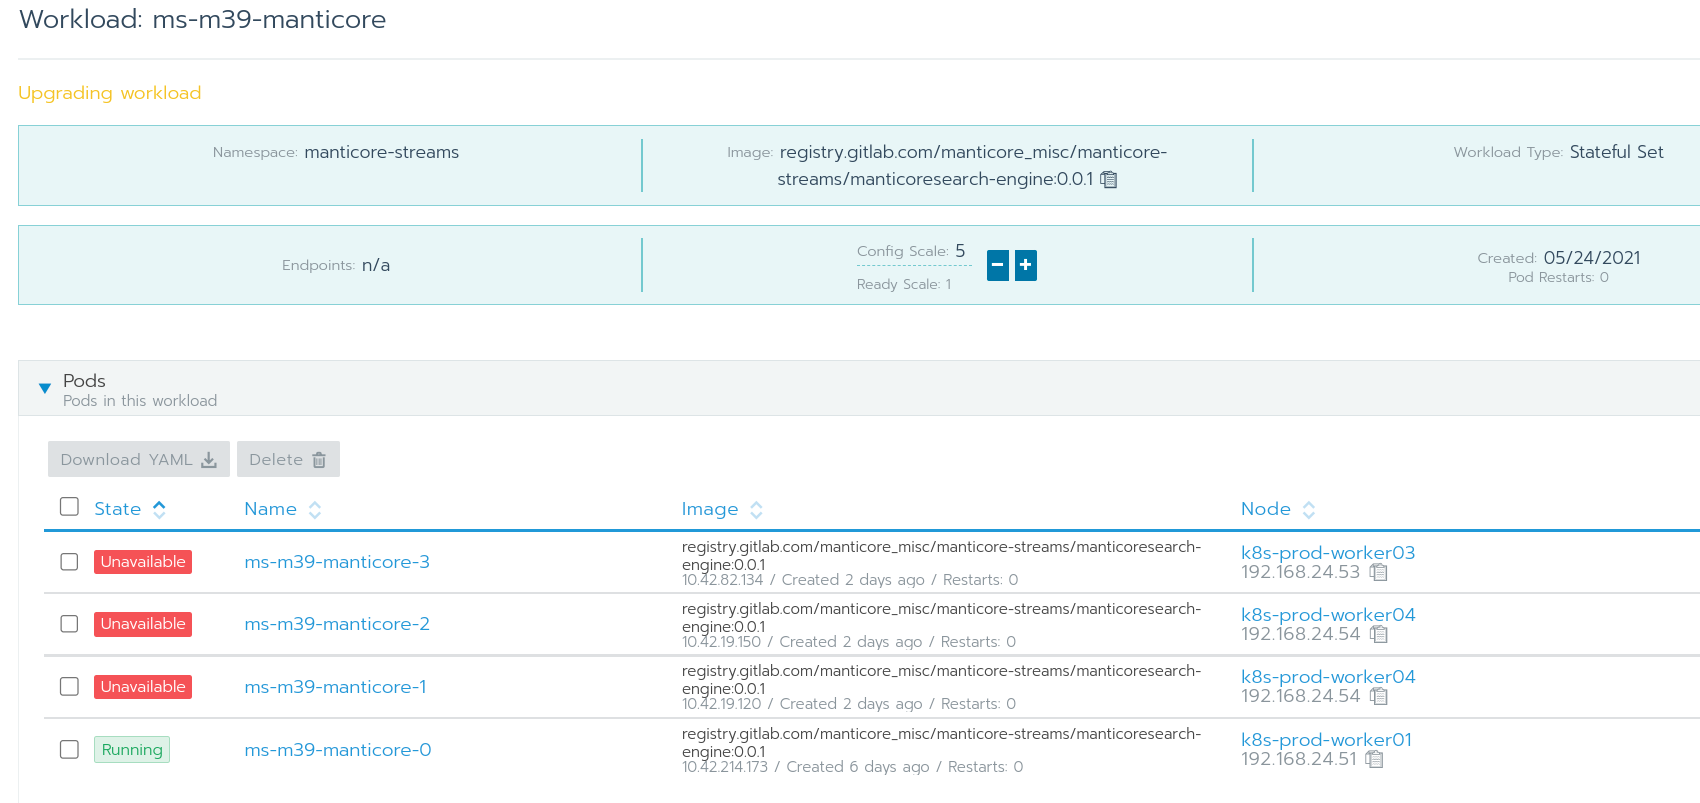 Workload: ms-m39-manticore
Upgrading workload
Namespace: manticore-streams
Image: registry.gitlab.com/manticore_misc/manticore-
streams/manticoresearch-engine:0.0.1
Workload Type: Stateful Set
Endpoints: n/a
Config Scale: 5
Ready Scale: 1
Created: 05/24/2021
Pod Restarts: 0
Pods
Pods in this workload
Download YAML
Delete
State Name Image Node
Unavailable ms-m39-manticore-3
registry.gitlab.com/manticore_misc/manticore-streams/manticoresearch-
engine:0.0.1
10.42.82.134 / Created 2 days ago / Restarts: 0
k8s-prod-worker03
192.168.24.53
Unavailable ms-m39-manticore-2
registry.gitlab.com/manticore_misc/manticore-streams/manticoresearch-
engine:0.0.1
10.42.19.150 / Created 2 days ago / Restarts: 0
k8s-prod-worker04
192.168.24.54
Unavailable ms-m39-manticore-1
registry.gitlab.com/manticore_misc/manticore-streams/manticoresearch-
engine:0.0.1
10.42.19.120 / Created 2 days ago / Restarts: 0
k8s-prod-worker04
192.168.24.54
Running ms-m39-manticore-0
registry.gitlab.com/manticore_misc/manticore-streams/manticoresearch-
engine:0.0.1
10.42.214.173 / Created 6 days ago / Restarts: 0
k8s-prod-worker01
192.168.24.51